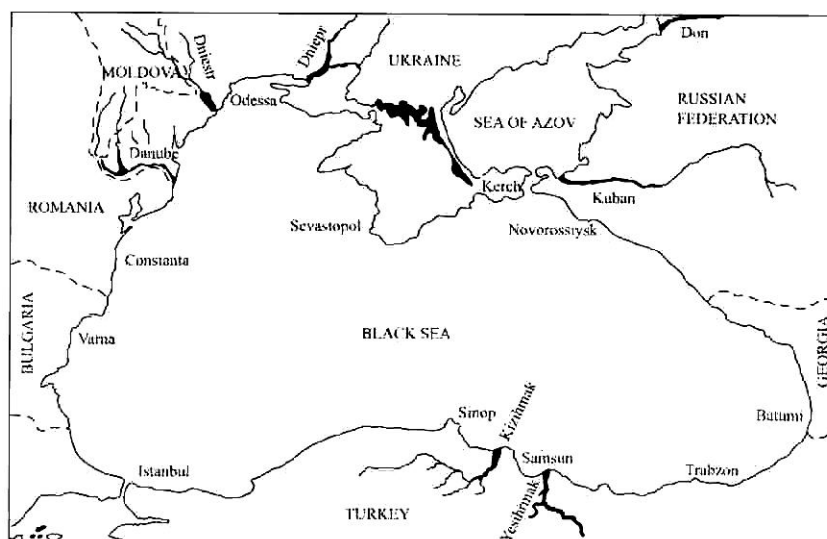 Dniestr
Dniepr
Don
UKRAINE
MOLDOVA
Odessa
SEA OF AZOV
RUSSIAN
FEDERATION
Danube
Kerch
Kuban
ROMANIA
Sevastopol
Novorossiysk
Constanta
BULGARIA
Varna
BLACK SEA
GEORGIA
Sinop
Kizilirmak
Batumi
Istanbul
Samsun
Trabzon
TURKEY
Yesilirmak